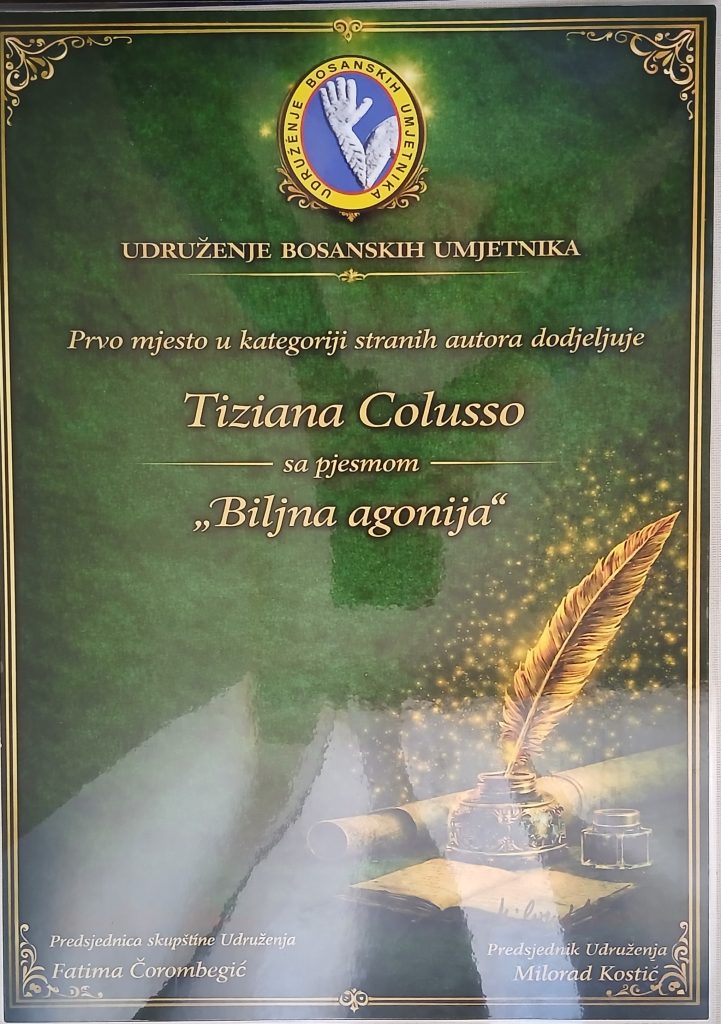 UDRUŽENJE BOSANSKIH UMJETNIKA
UDRUŽENJE BOSANSKIH UMJETNIKA
Prvo mjesto u kategoriji stranih autora dodjeljuje
Tiziana Colusso
sa pjesmom
„Biljna agonija“
Predsjednica skupštine Udruženja
Fatima Čorombegić
Predsjednik Udruženja
Milorad Kostić